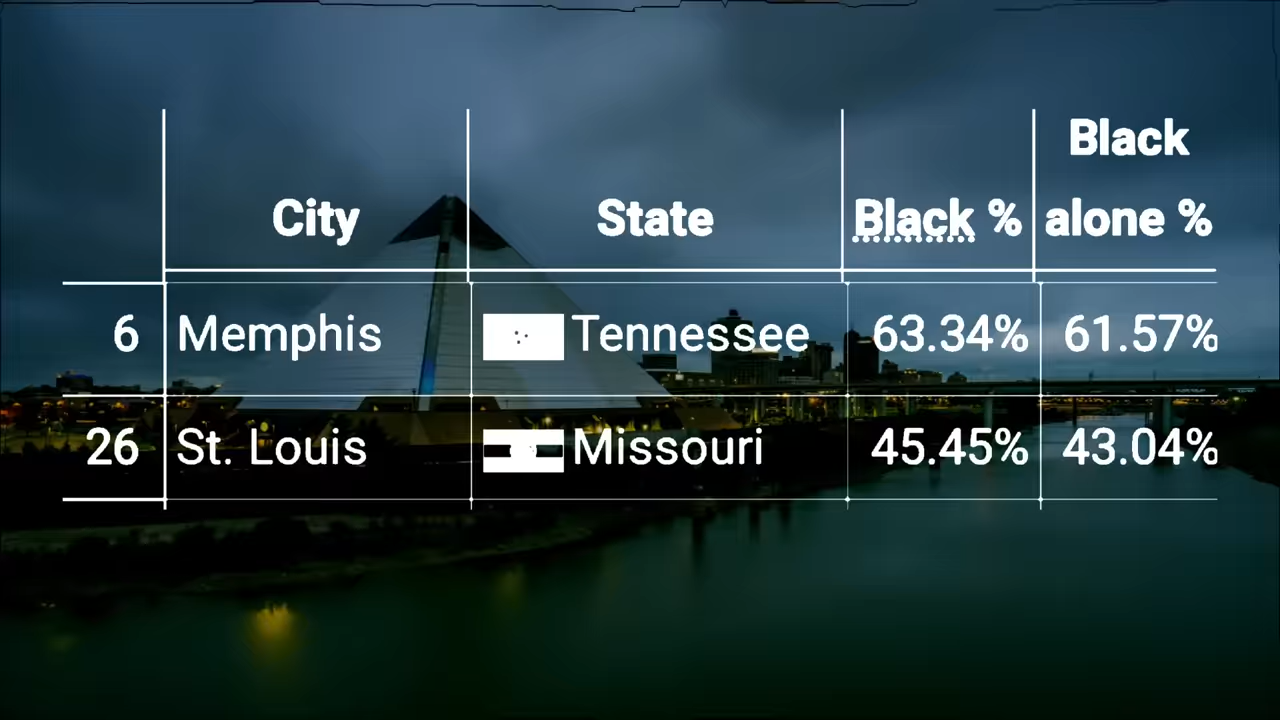 City State Black % Black alone %
6 Memphis Tennessee 63.34% 61.57%
26 St. Louis Missouri 45.45% 43.04%